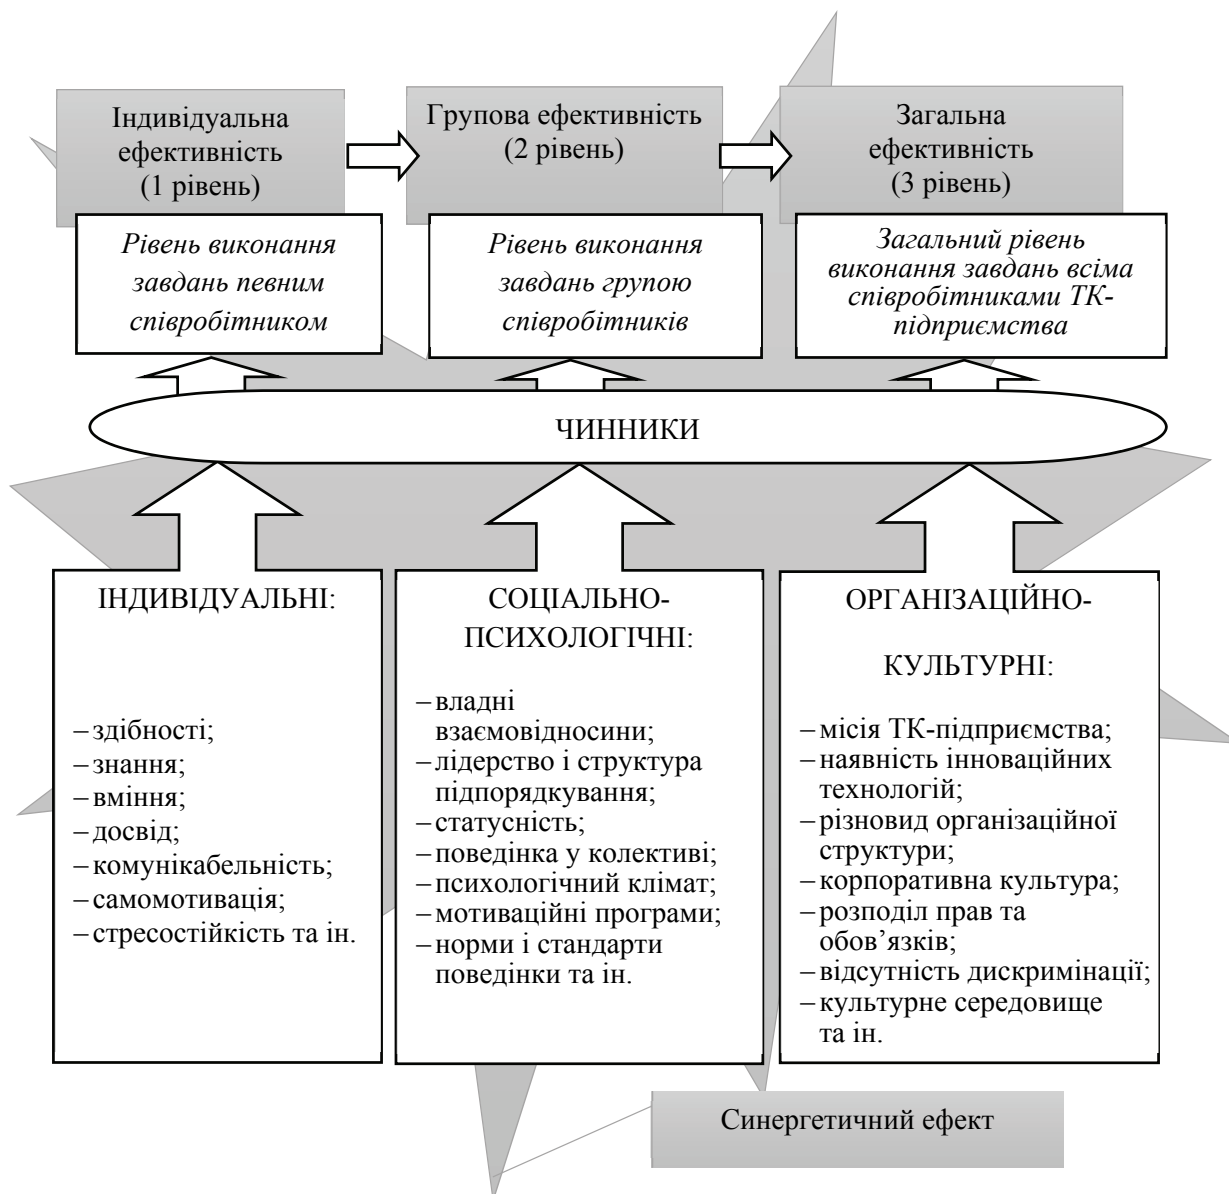 Індивідуальна
ефективність
(1 рівень)
Групова ефективність
(2 рівень)
Загальна
ефективність
(3 рівень)
Рівень виконання
завдань певним
співробітником
Рівень виконання
завдань групою
співробітників
Загальний рівень
виконання завдань всіма
співробітниками ТК-
підприємства
ЧИННИКИ
ІНДИВІДУАЛЬНІ:
– здібності;
– знання;
– вміння;
– досвід;
– комунікабельність;
– самомотивація;
– стресостійкість та ін.
СОЦІАЛЬНО-
ПСИХОЛОГІЧНІ:
– владні
взаємовідносини;
– лідерство і структура
підпорядкування;
– статусність;
– поведінка у колективі;
– психологічний клімат;
– мотиваційні програми;
– норми і стандарти
поведінки та ін.
ОРГАНІЗАЦІЙНО-
КУЛЬТУРНІ:
– місія ТК-підприємства;
– наявність інноваційних
технологій;
– різновид організаційної
структури;
– корпоративна культура;
– розподіл прав та
обов’язків;
– відсутність дискримінації;
– культурне середовище
та ін.
Синергетичний ефект